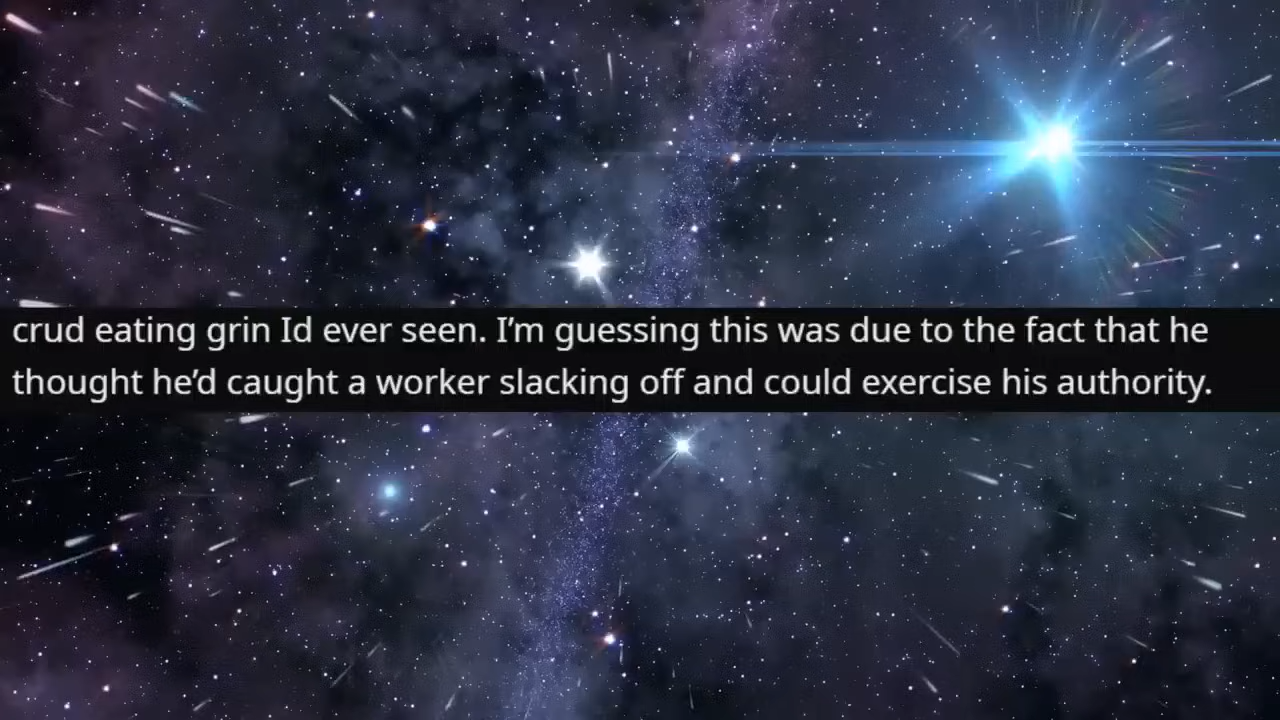 crud eating grin Id ever seen. I’m guessing this was due to the fact that he
thought he’d caught a worker slacking off and could exercise his authority.